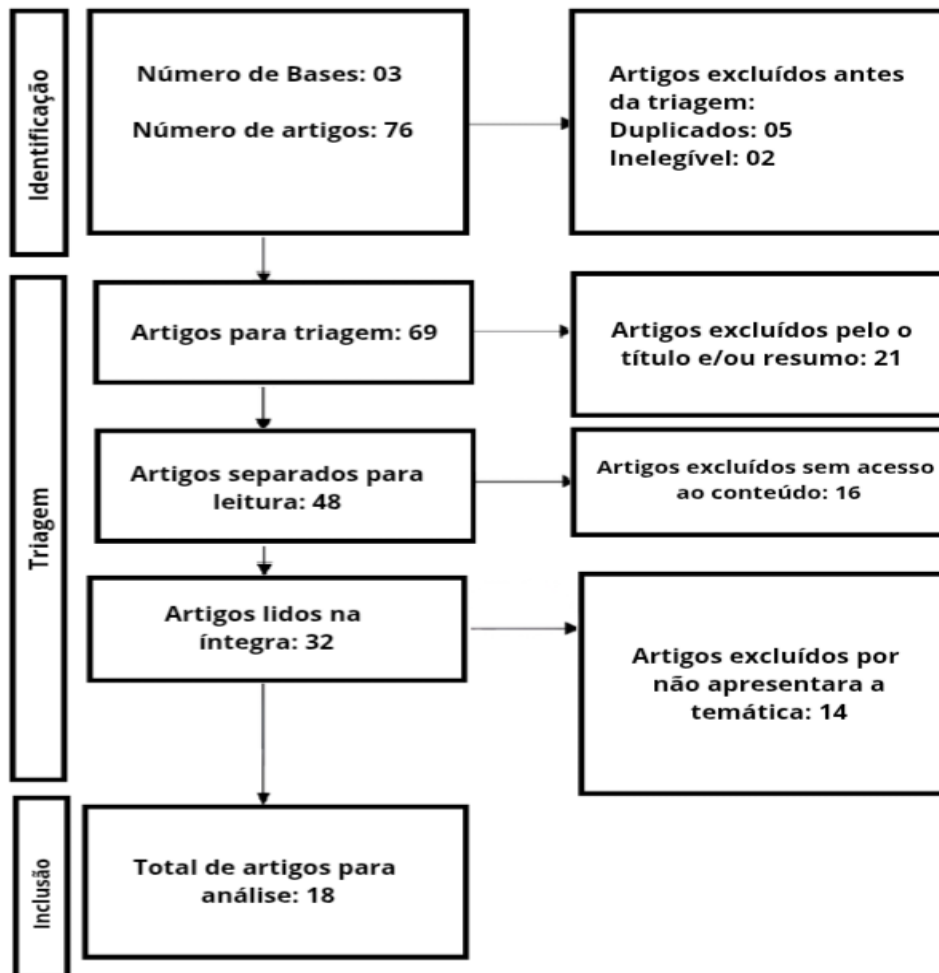 Identificação
Número de Bases: 03
Número de artigos: 76
Artigos excluídos antes
da triagem:
Duplicados: 05
Inelegível: 02
Triagem
Artigos para triagem: 69
Artigos excluídos pelo o
título e/ou resumo: 21
Artigos separados para
leitura: 48
Artigos excluídos sem acesso
ao conteúdo: 16
Artigos lidos na
íntegra: 32
Artigos excluídos por
não apresentara a
temática: 14
Inclusão
Total de artigos para
análise: 18